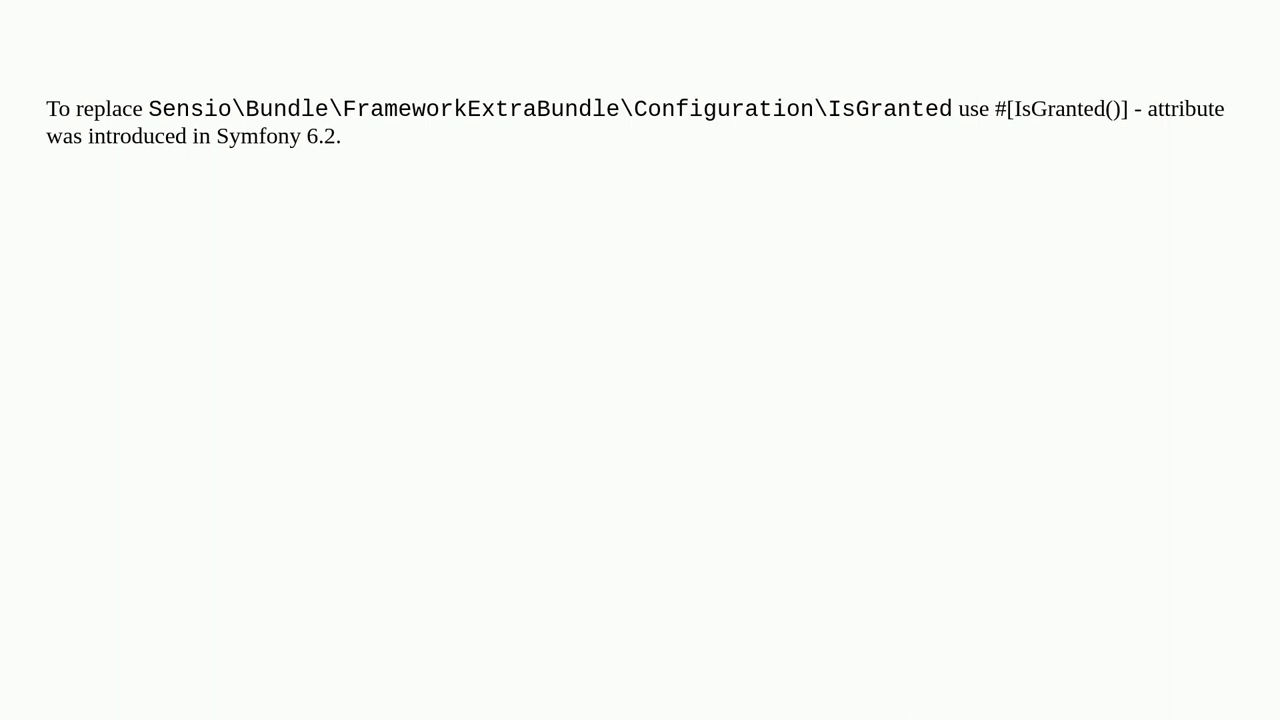 To replace Sensio\Bundle\FrameworkExtraBundle\Configuration\IsGranted use #[IsGranted()] - attribute
was introduced in Symfony 6.2.